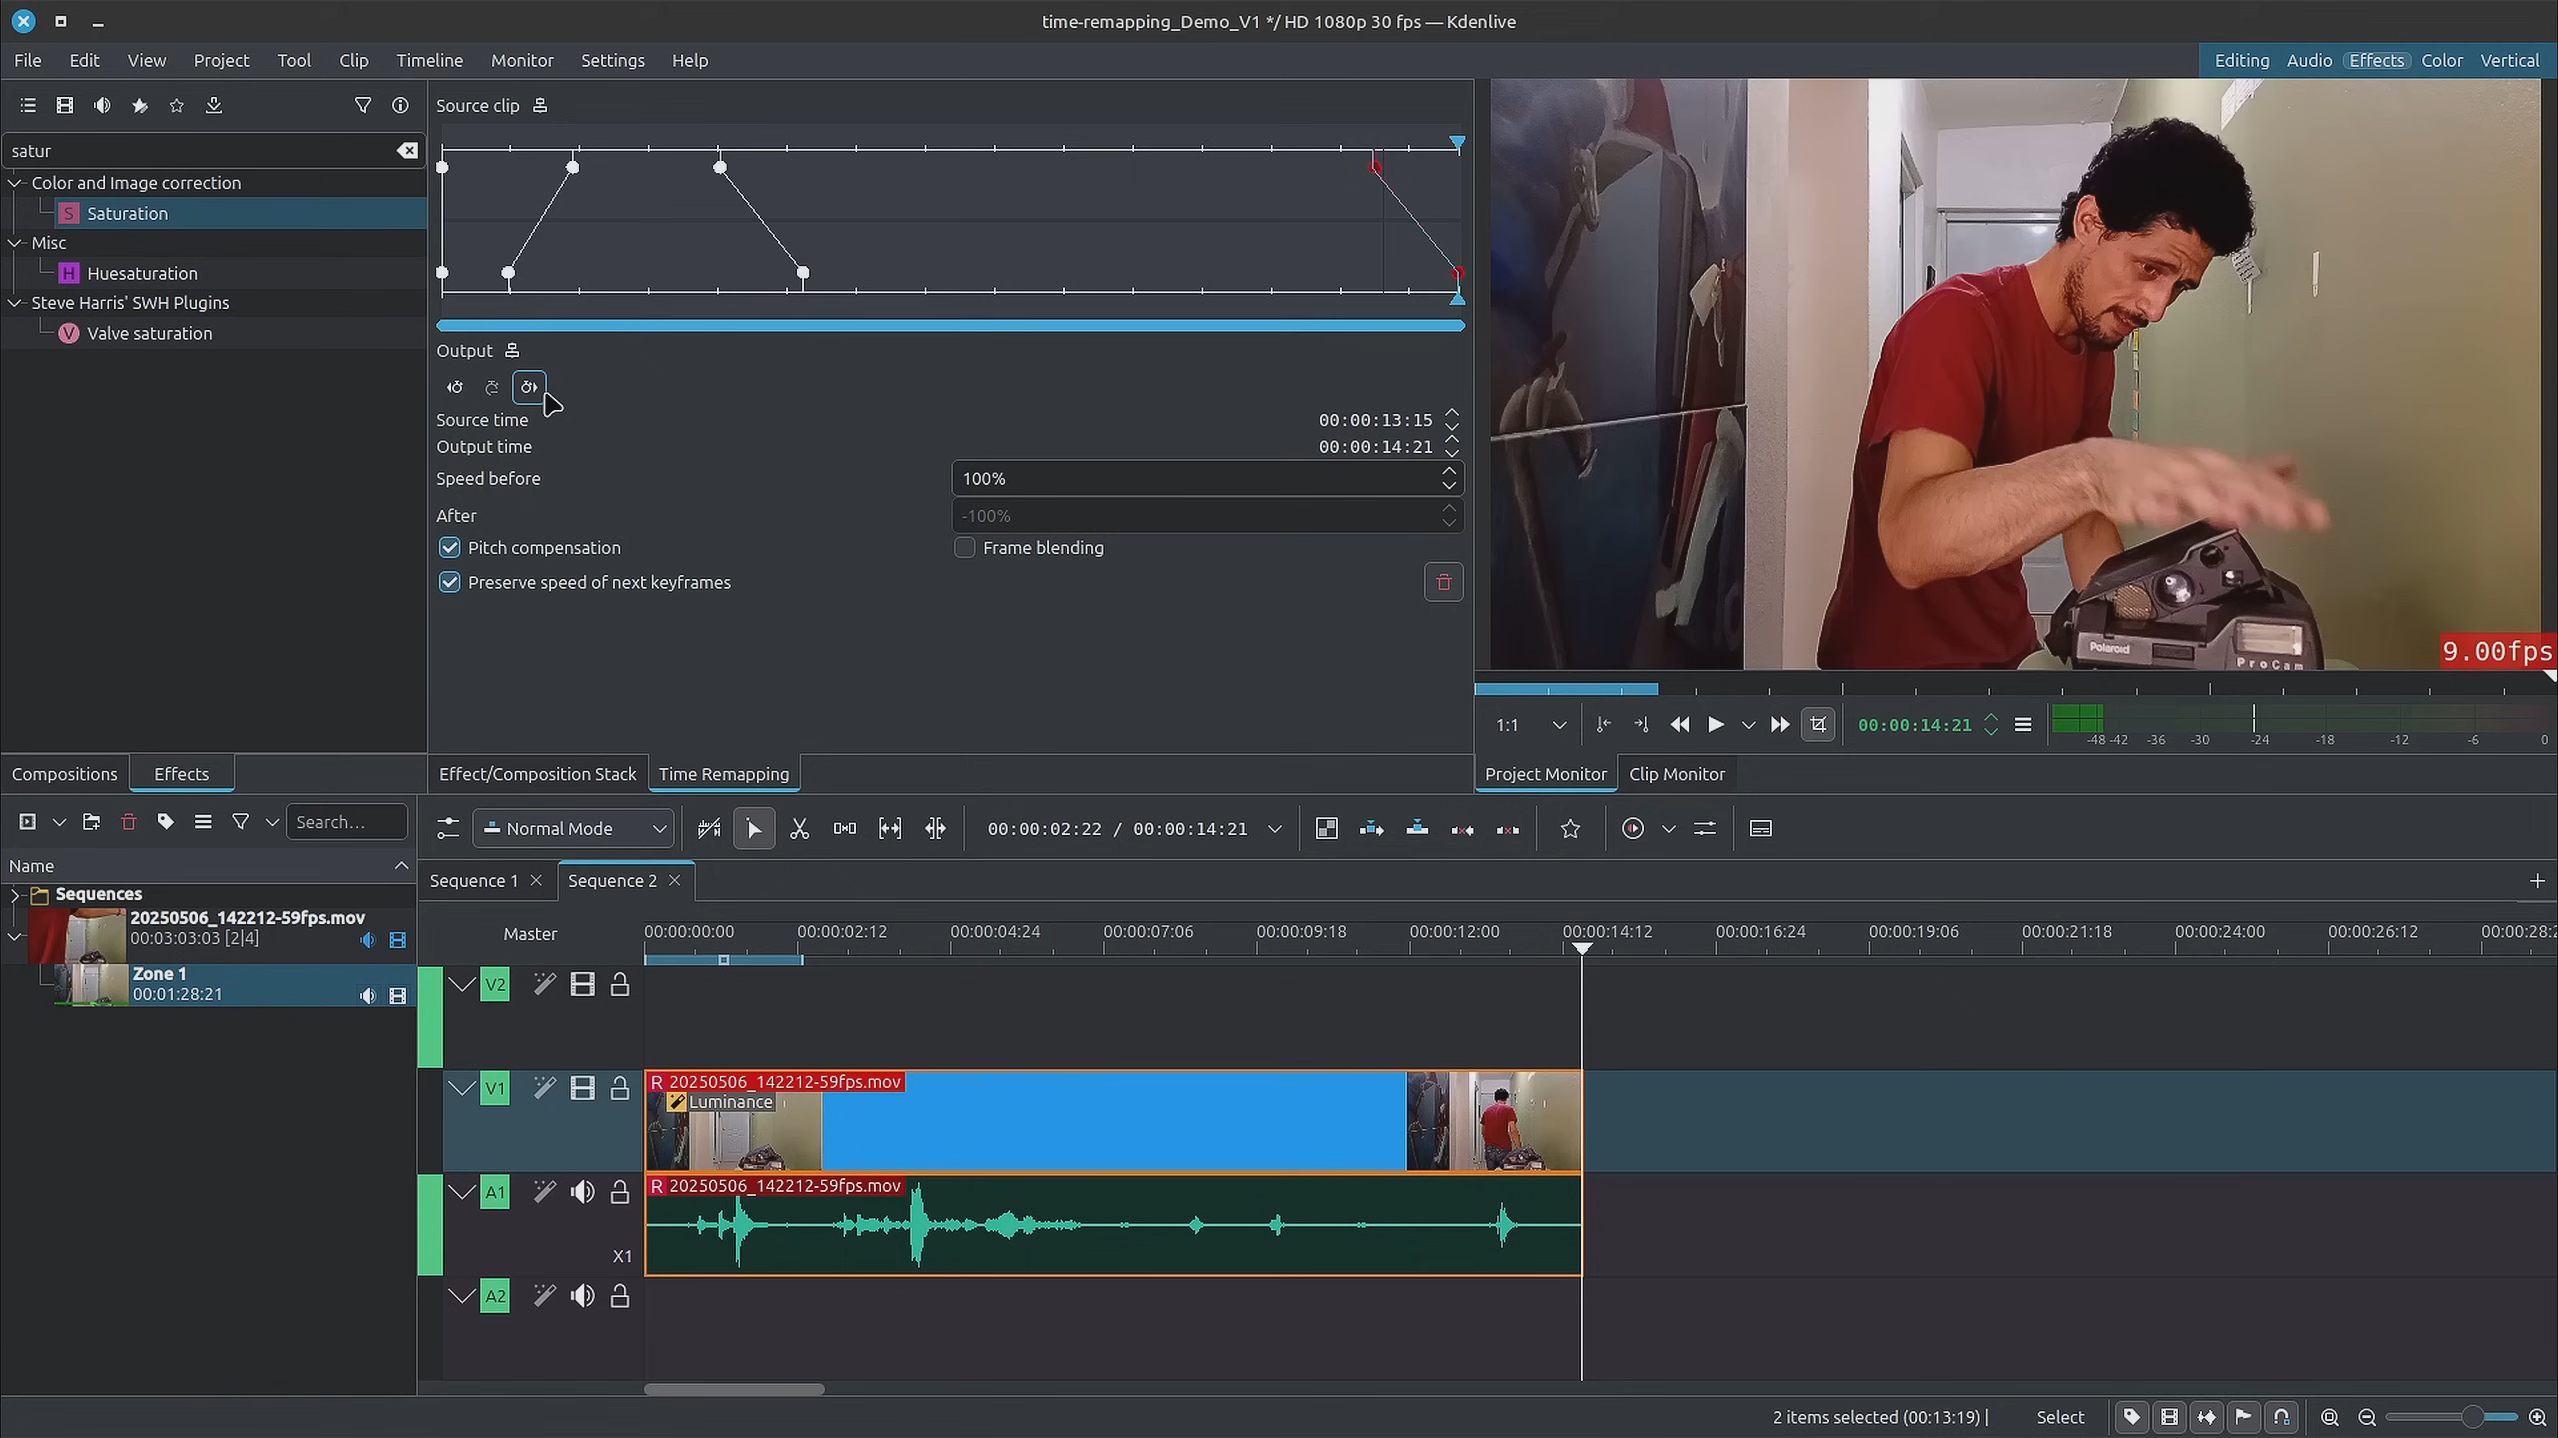 time-remapping_Demo_V1 */ HD 1080p 30 fps — Kdenlive
File Edit View Project Tool Clip Timeline Monitor Settings Help
Editing Audio Effects Color Vertical
Source clip
satur
Color and Image correction
S Saturation
Misc
H Huesaturation
Steve Harris' SWH Plugins
V Valve saturation
Output
Source time 00:00:13:15
Output time 00:00:14:21
Speed before 100%
After -100%
Pitch compensation Frame blending
Preserve speed of next keyframes
Polaroid
ProCam
9.00fps
1:1 00:00:14:21
-48 -42 -36 -30 -24 -18 -12 -6 0
Compositions Effects
Effect/Composition Stack Time Remapping
Project Monitor Clip Monitor
Search...
Normal Mode
00:00:02:22 / 00:00:14:21
Name
Sequences
20250506_142212-59fps.mov
00:03:03:03 [2|4]
Zone 1
00:01:28:21
Sequence 1 Sequence 2
Master
00:00:00:00 00:00:02:12 00:00:04:24 00:00:07:06 00:00:09:18 00:00:12:00 00:00:14:12 00:00:16:24 00:00:19:06 00:00:21:18 00:00:24:00 00:00:26:12 00:00:28:2
V2
V1
R 20250506_142212-59fps.mov
Luminance
A1
R 20250506_142212-59fps.mov
X1
A2
2 items selected (00:13:19) |
Select